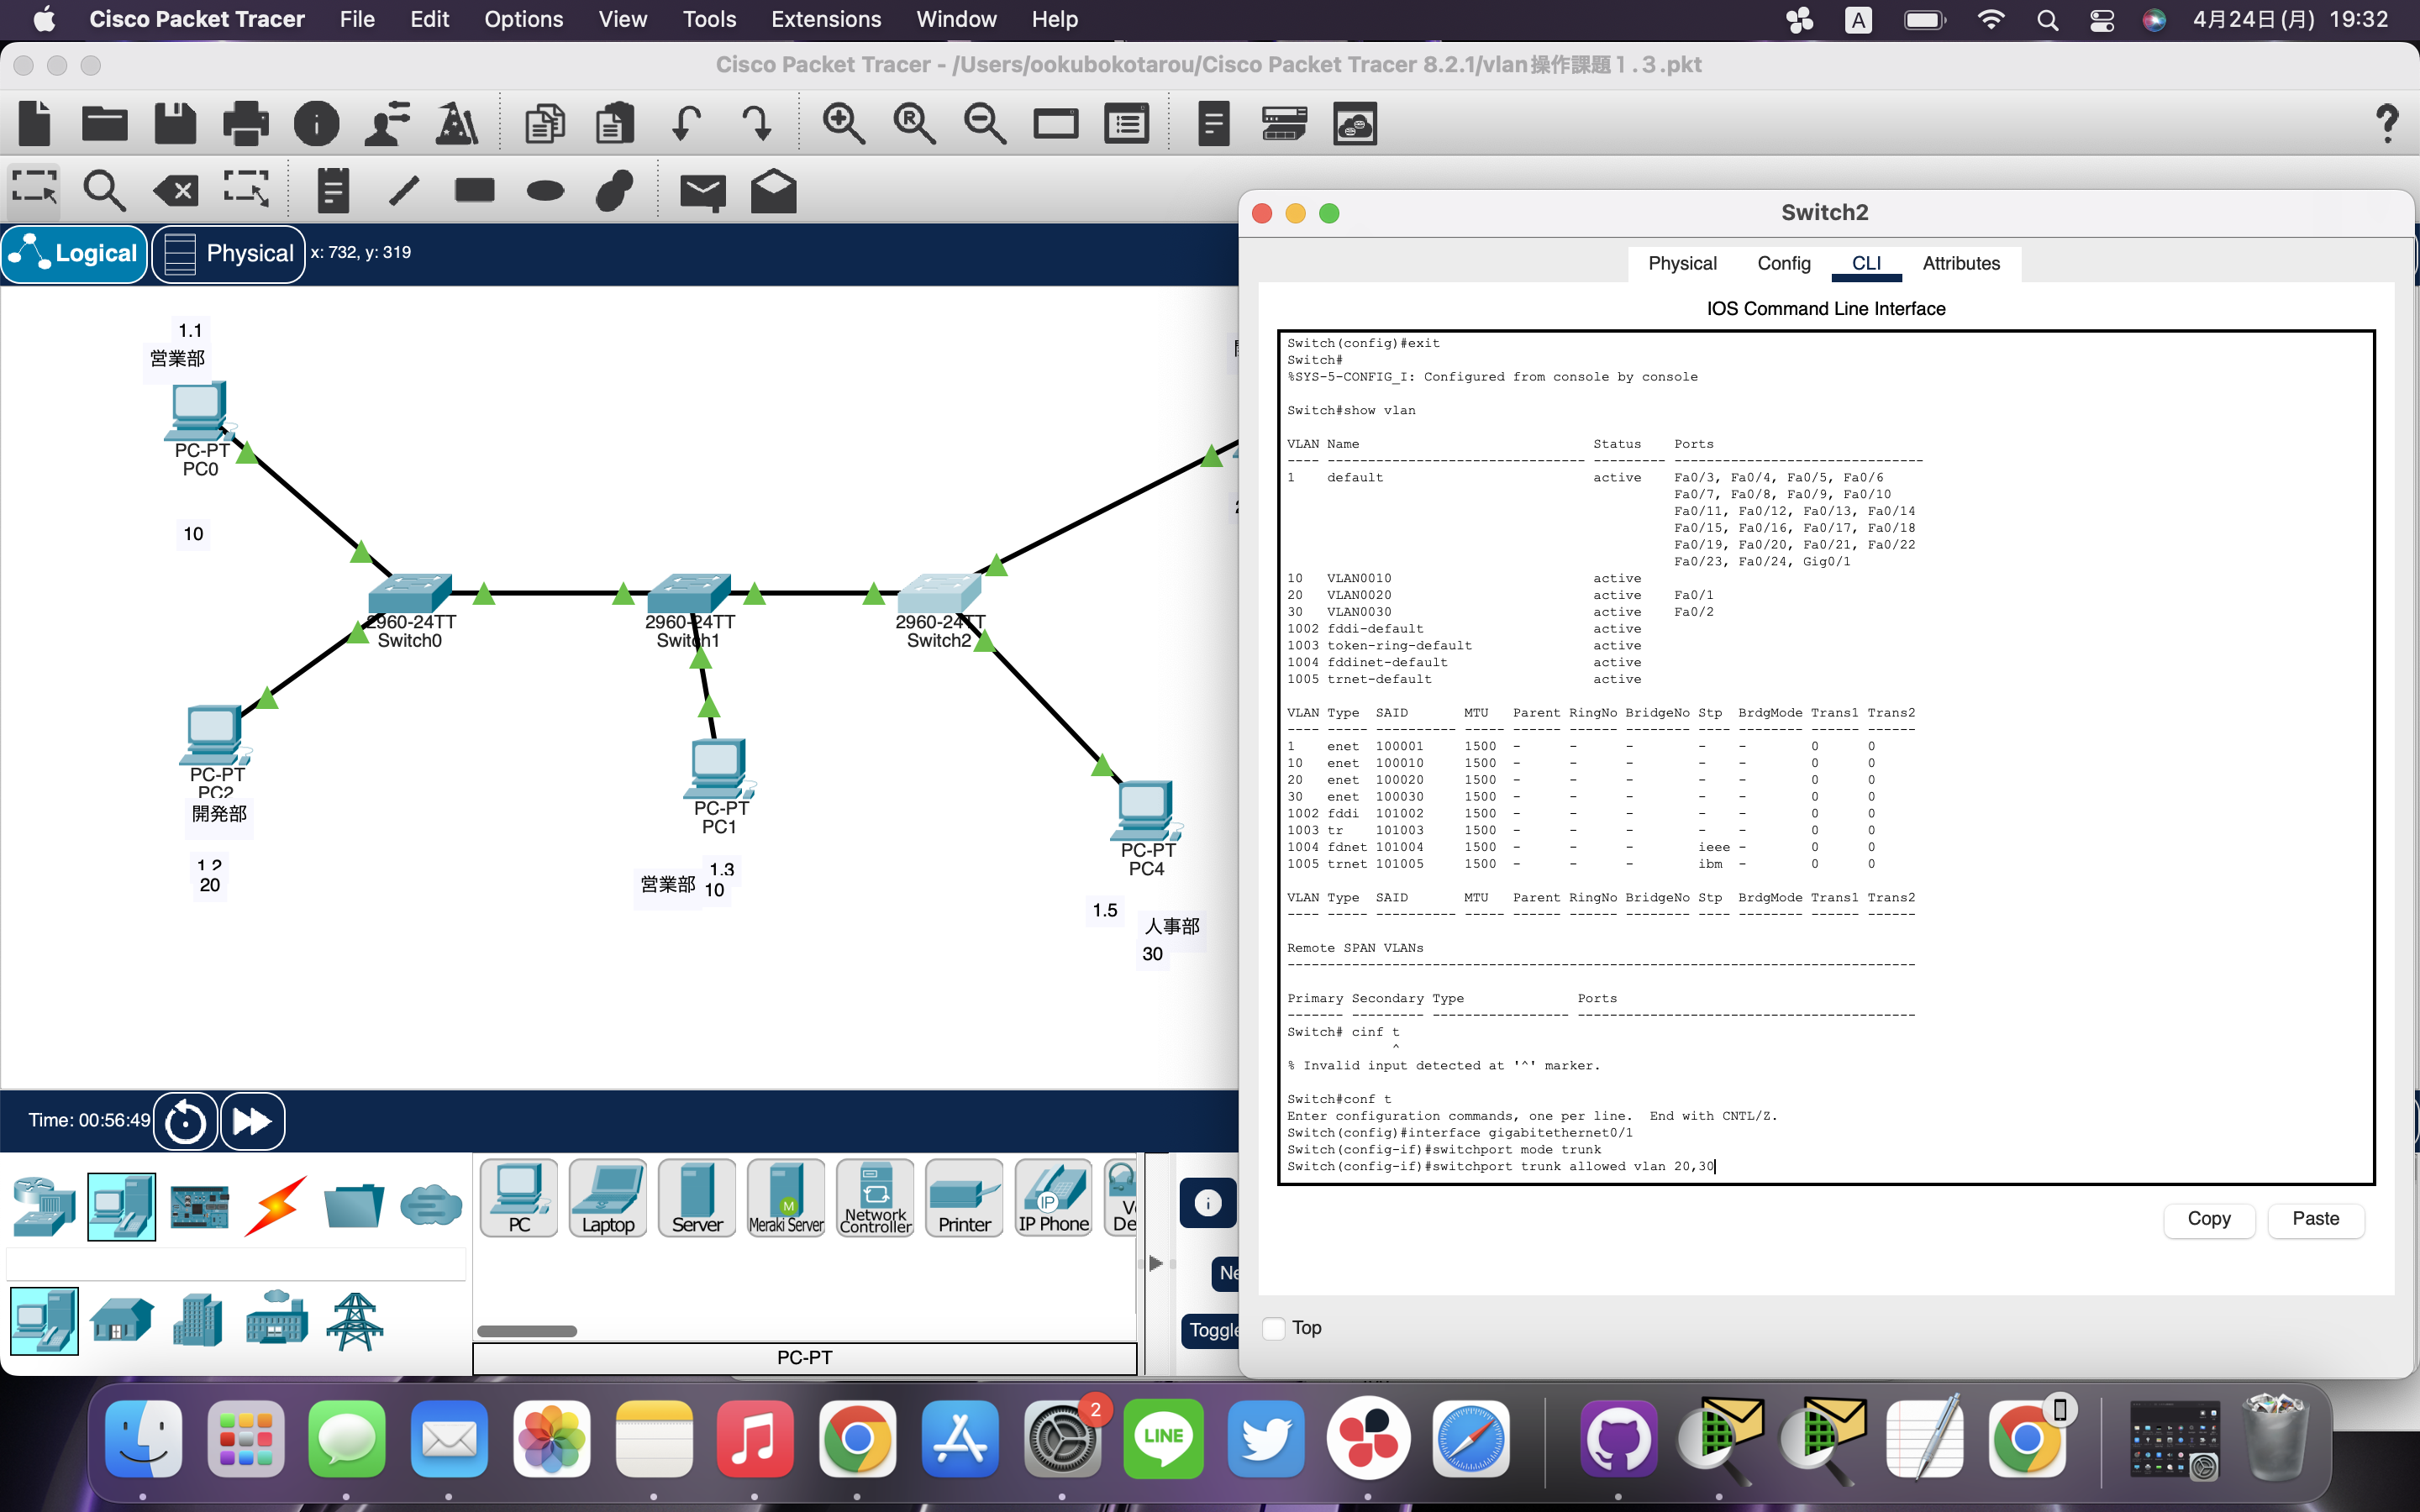 Cisco Packet Tracer File Edit Options View Tools Extensions Window Help A 4月24日(月) 19:32
Cisco Packet Tracer - /Users/ookubokotarou/Cisco Packet Tracer 8.2.1/vlan操作課題１.３.pkt
Logical Physical x: 732, y: 319
1.1
営業部
PC-PT
PC0
10
2960-24TT
Switch0
2960-24TT
Switch1
2960-24TT
Switch2
PC-PT
PC2
開発部
1.2
20
PC-PT
PC1
1.3
営業部 10
PC-PT
PC4
1.5
人事部
30
Time: 00:56:49
PC
Laptop
Server
Meraki Server
Network Controller
Printer
IP Phone
PC-PT
Toggle
Switch2
Physical Config CLI Attributes
IOS Command Line Interface
Switch(config)#exit
Switch#
%SYS-5-CONFIG_I: Configured from console by console
Switch#show vlan
VLAN Name Status Ports
---- -------------------------------- --------- -------------------------------
1 default active Fa0/3, Fa0/4, Fa0/5, Fa0/6
Fa0/7, Fa0/8, Fa0/9, Fa0/10
Fa0/11, Fa0/12, Fa0/13, Fa0/14
Fa0/15, Fa0/16, Fa0/17, Fa0/18
Fa0/19, Fa0/20, Fa0/21, Fa0/22
Fa0/23, Fa0/24, Gig0/1
10 VLAN0010 active
20 VLAN0020 active Fa0/1
30 VLAN0030 active Fa0/2
1002 fddi-default active
1003 token-ring-default active
1004 fddinet-default active
1005 trnet-default active
VLAN Type SAID MTU Parent RingNo BridgeNo Stp BrdgMode Trans1 Trans2
---- ----- ---------- ----- ------ ------ -------- ---- -------- ------ ------
1 enet 100001 1500 - - - - - 0 0
10 enet 100010 1500 - - - - - 0 0
20 enet 100020 1500 - - - - - 0 0
30 enet 100030 1500 - - - - - 0 0
1002 fddi 101002 1500 - - - - - 0 0
1003 tr 101003 1500 - - - - - 0 0
1004 fdnet 101004 1500 - - - ieee - 0 0
1005 trnet 101005 1500 - - - ibm - 0 0
VLAN Type SAID MTU Parent RingNo BridgeNo Stp BrdgMode Trans1 Trans2
---- ----- ---------- ----- ------ ------ -------- ---- -------- ------ ------
Remote SPAN VLANs
------------------------------------------------------------------------------
Primary Secondary Type Ports
------- --------- ----------------- ------------------------------------------
Switch# cinf t
^
% Invalid input detected at '^' marker.
Switch#conf t
Enter configuration commands, one per line. End with CNTL/Z.
Switch(config)#interface gigabitethernet0/1
Switch(config-if)#switchport mode trunk
Switch(config-if)#switchport trunk allowed vlan 20,30
Copy Paste
Top
2
LINE